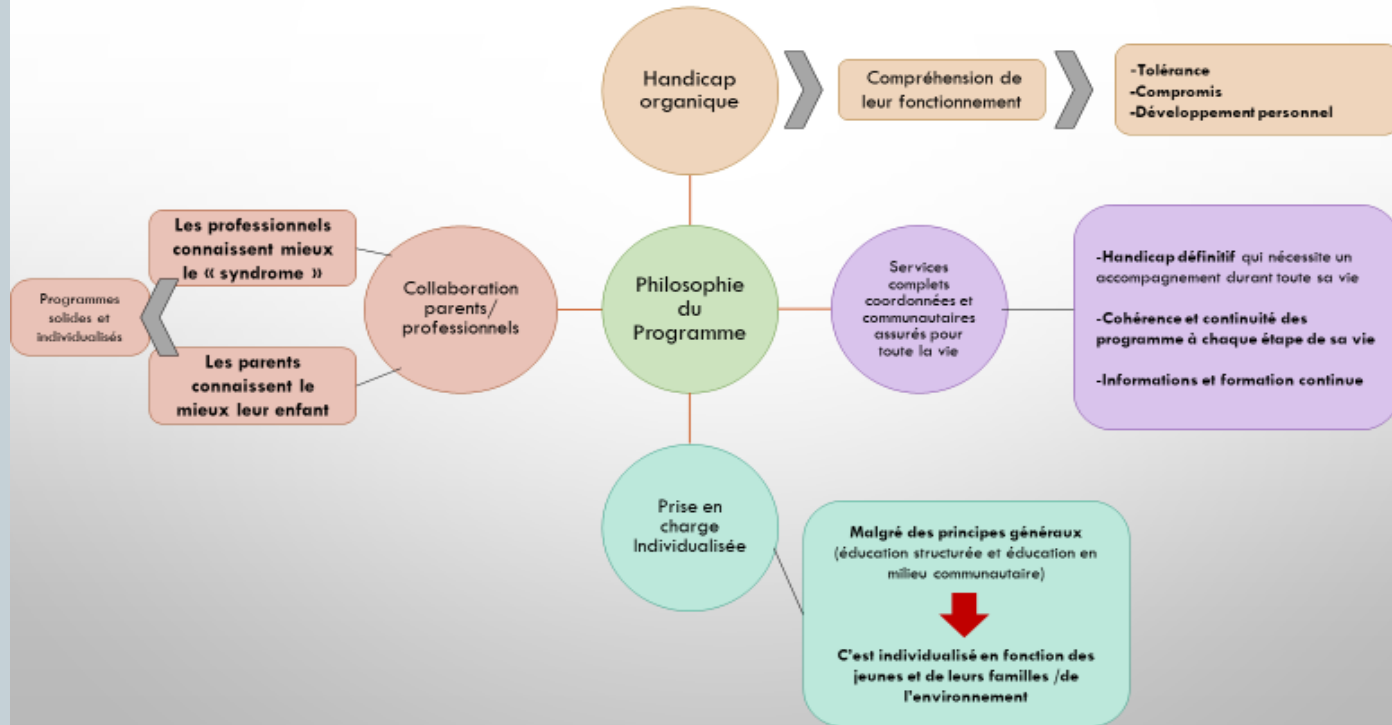 Handicap
organique
Compréhension de
leur fonctionnement
-Tolérance
-Compromis
-Développement personnel
Les professionnels
connaissent mieux
le « syndrome »
Programmes
solides et
individualisés
Les parents
connaissent le
mieux leur enfant
Collaboration
parents/
professionnels
Philosophie
du
Programme
Services
complets
coordonnées et
communautaires
assurés pour
toute la vie
-Handicap définitif qui nécessite un
accompagnement durant toute sa vie
-Cohérence et continuité des
programme à chaque étape de sa vie
-Informations et formation continue
Prise en
charge
Individualisée
Malgré des principes généraux
(éducation structurée et éducation en
milieu communautaire)
C'est individualisé en fonction des
jeunes et de leurs familles /de
l'environnement